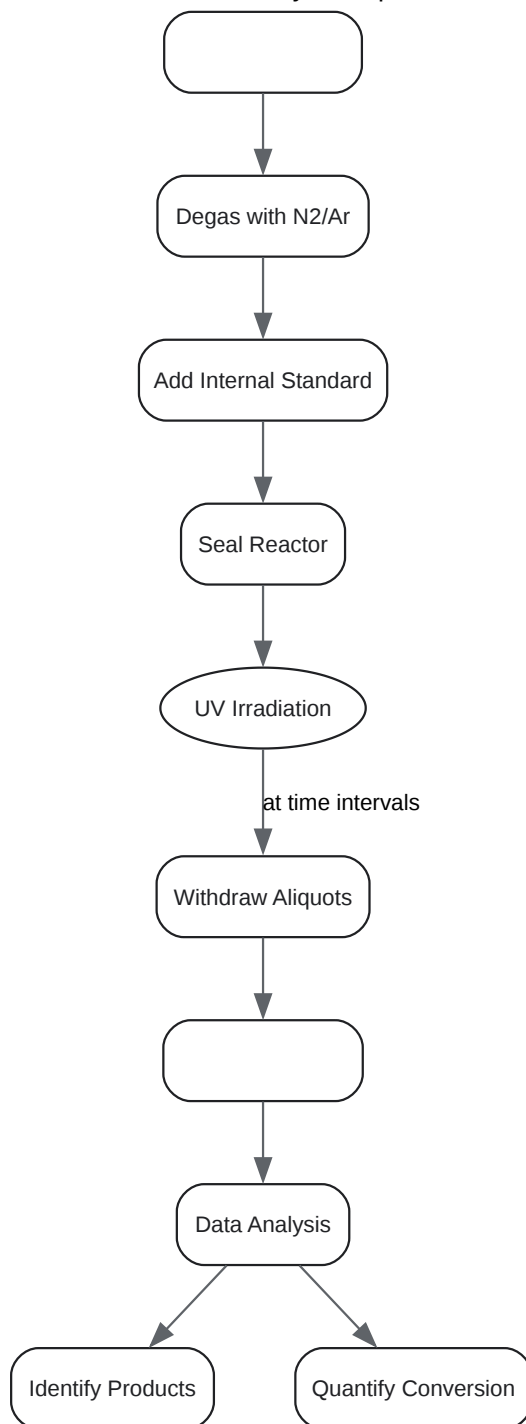 Degas with N2/Ar
Add Internal Standard
Seal Reactor
UV Irradiation
at time intervals
Withdraw Aliquots
Data Analysis
Identify Products
Quantify Conversion